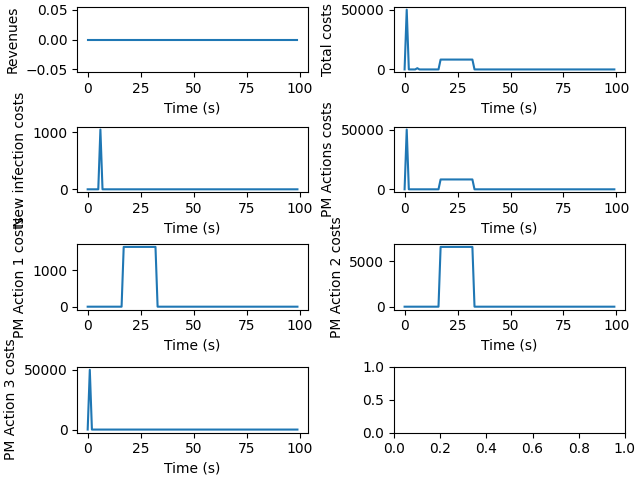 Revenues
0.05
0.00
−0.05
0 25 50 75 100
Time (s)
Total costs
50000
0
0 25 50 75 100
Time (s)
New infection costs
1000
0
0 25 50 75 100
Time (s)
PM Actions costs
50000
0
0 25 50 75 100
Time (s)
PM Action 1 costs
1000
0
0 25 50 75 100
Time (s)
PM Action 2 costs
5000
0
0 25 50 75 100
Time (s)
PM Action 3 costs
50000
0
0 25 50 75 100
Time (s)
1.0
0.5
0.0
0.0 0.2 0.4 0.6 0.8 1.0